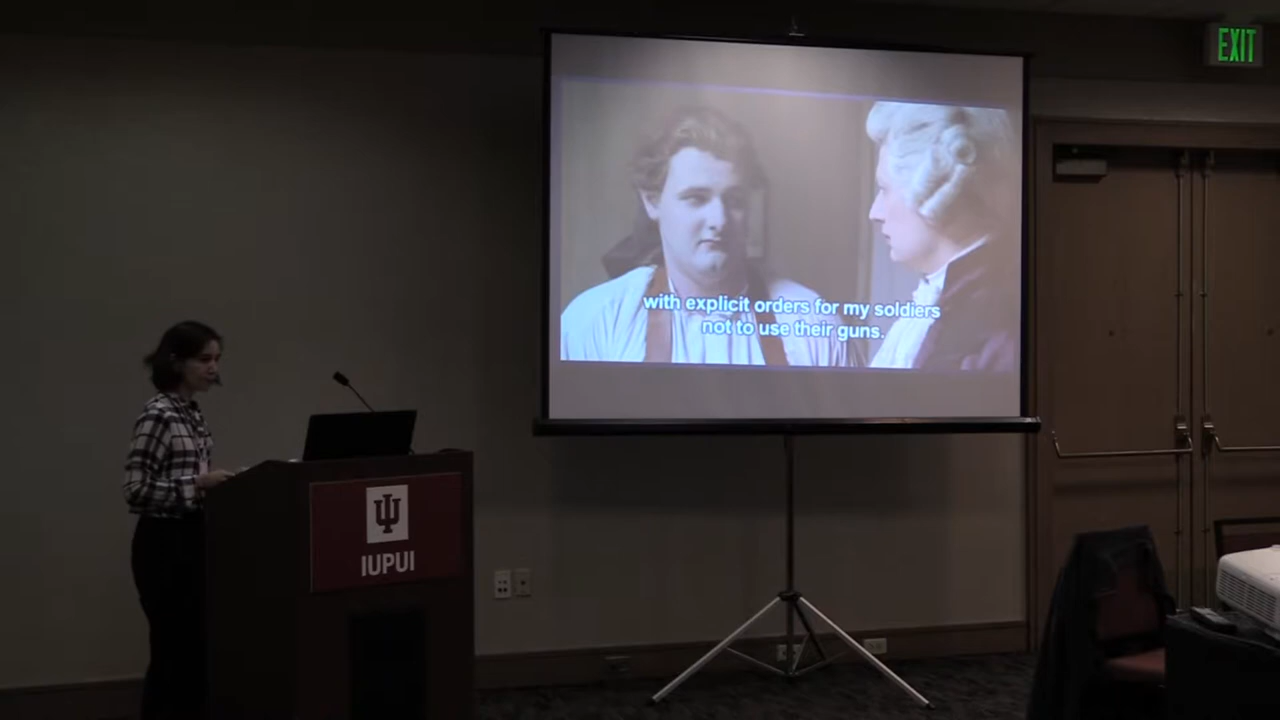 EXIT
with explicit orders for my soldiers
not to use their guns.
IUPUI